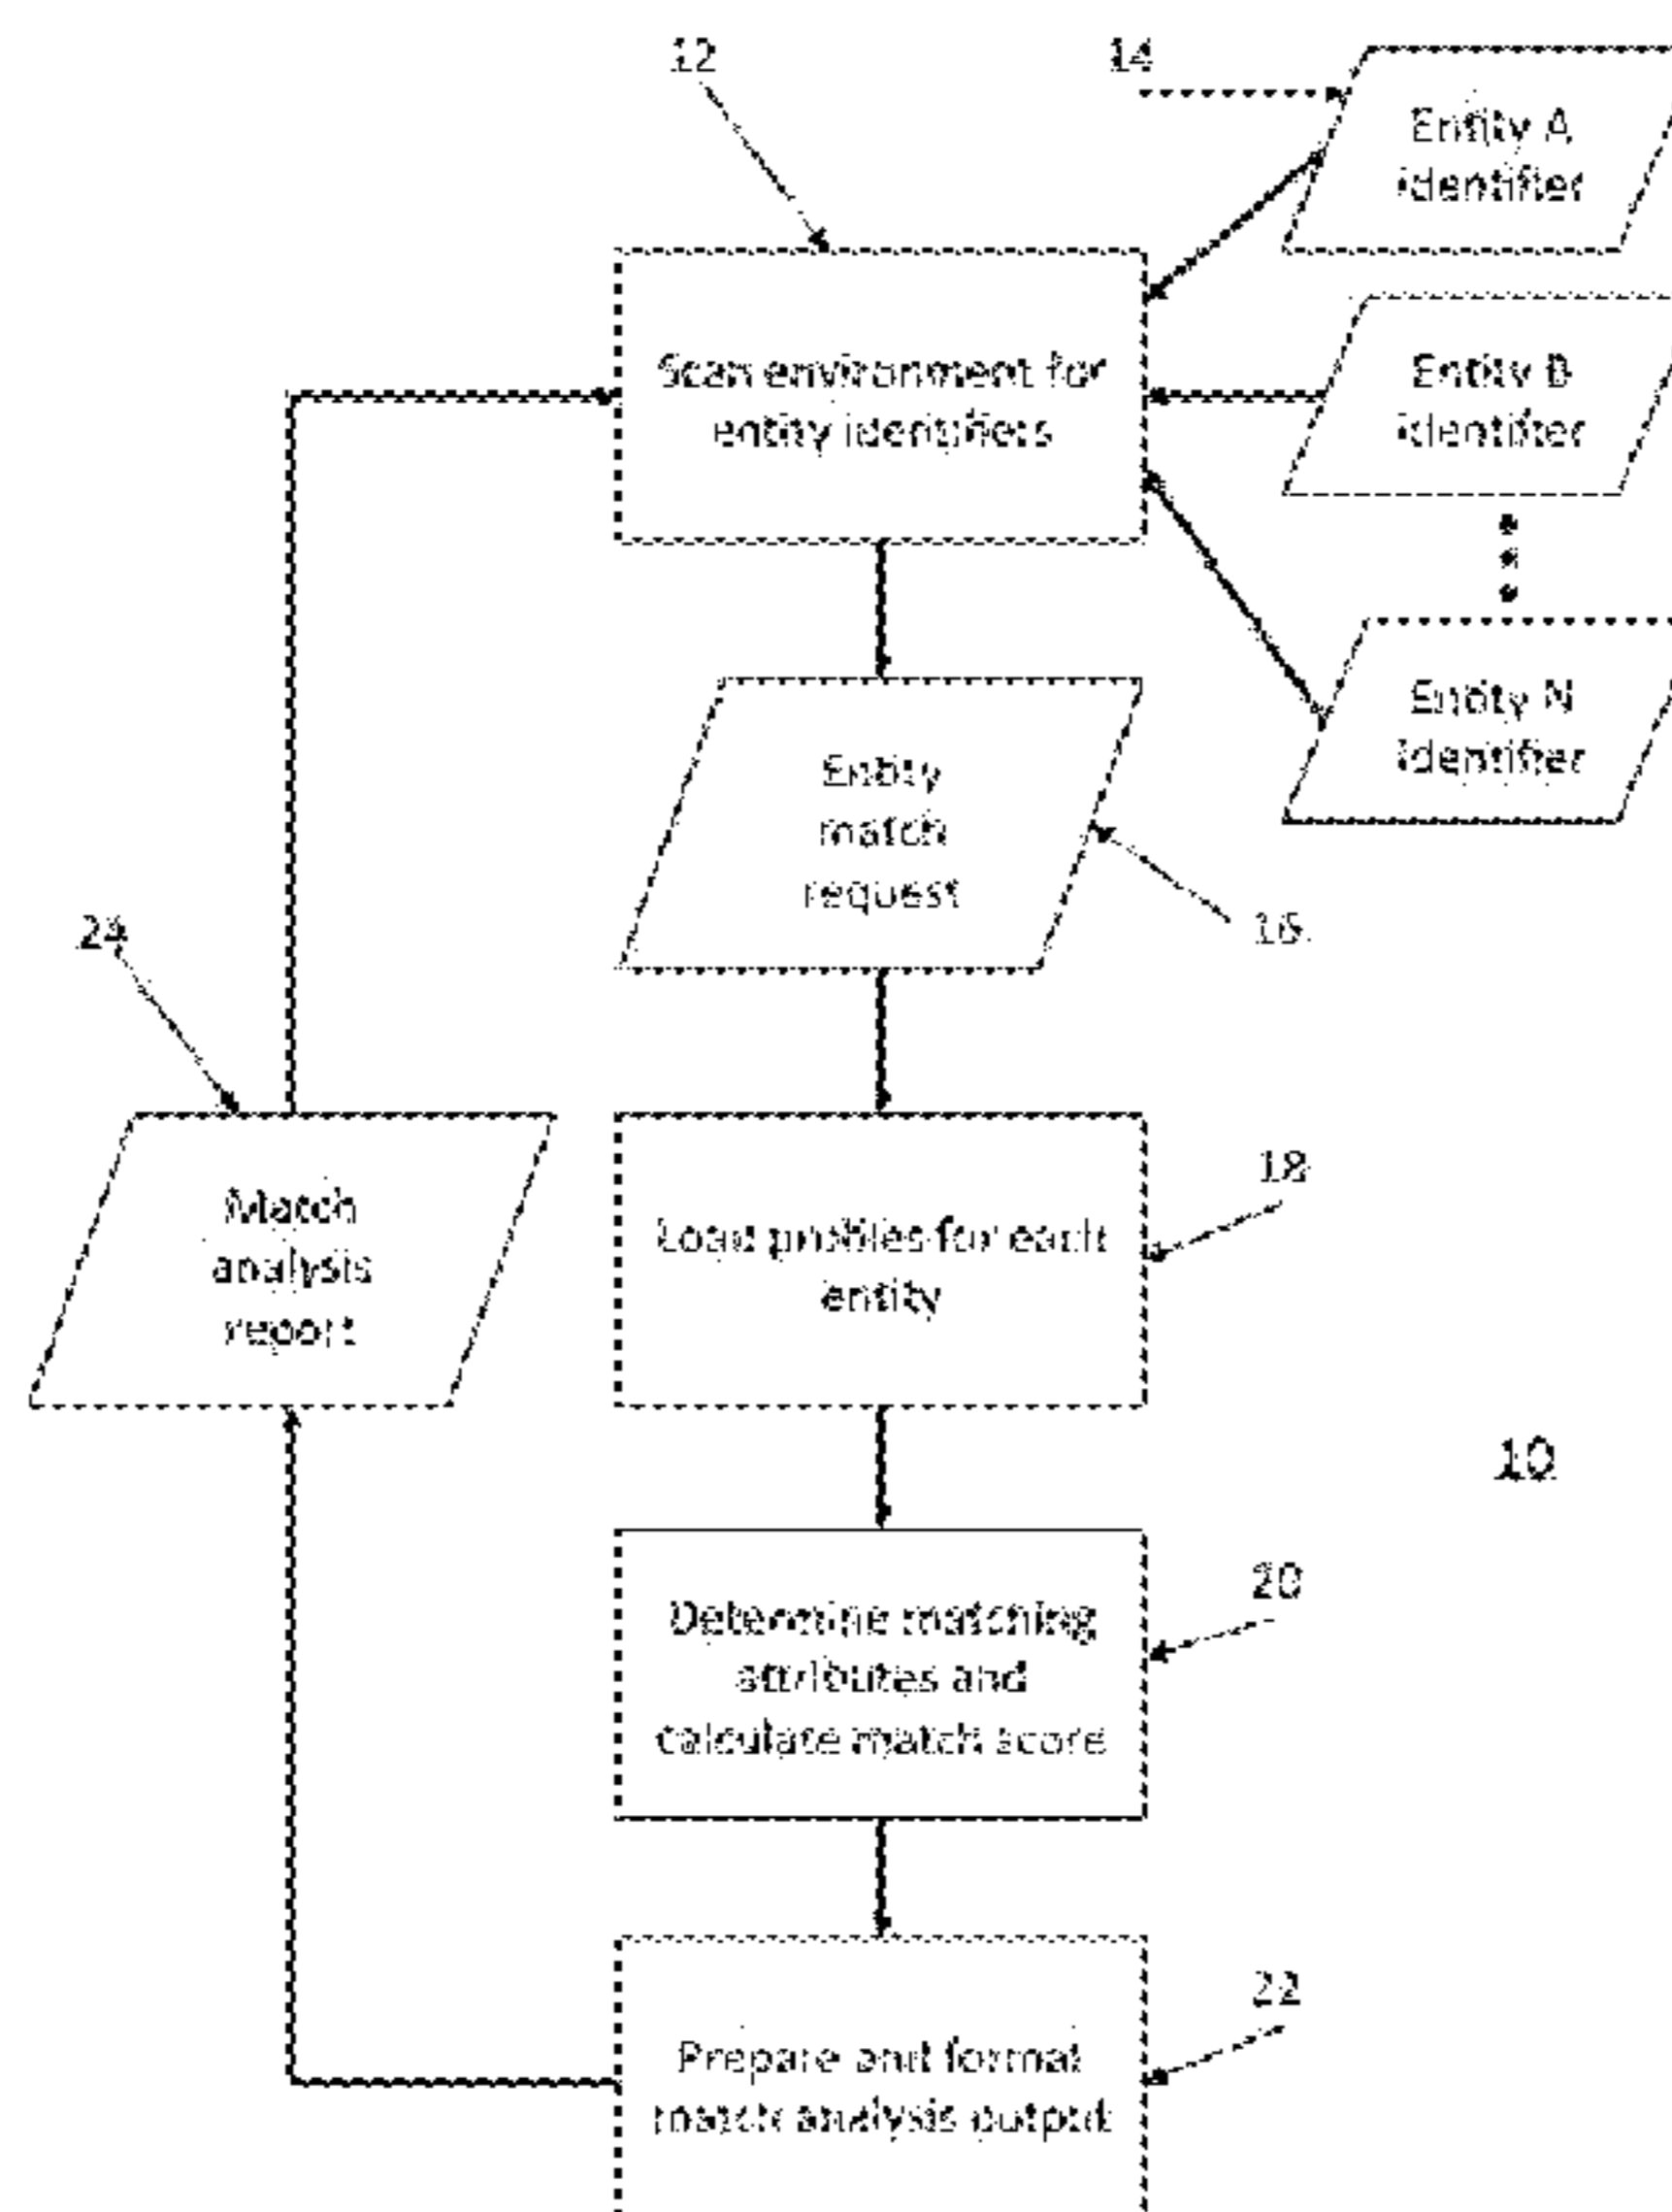 12
14
Entity A
identifier
Scan environment for
entity identifiers
Entity B
identifier
Entity N
identifier
Entity
match
request
16
24
Match
analysis
report
Load profiles for each
entity
18
10
Determine matching
attributes and
calculate match score
20
Prepare and format
match analysis output
22